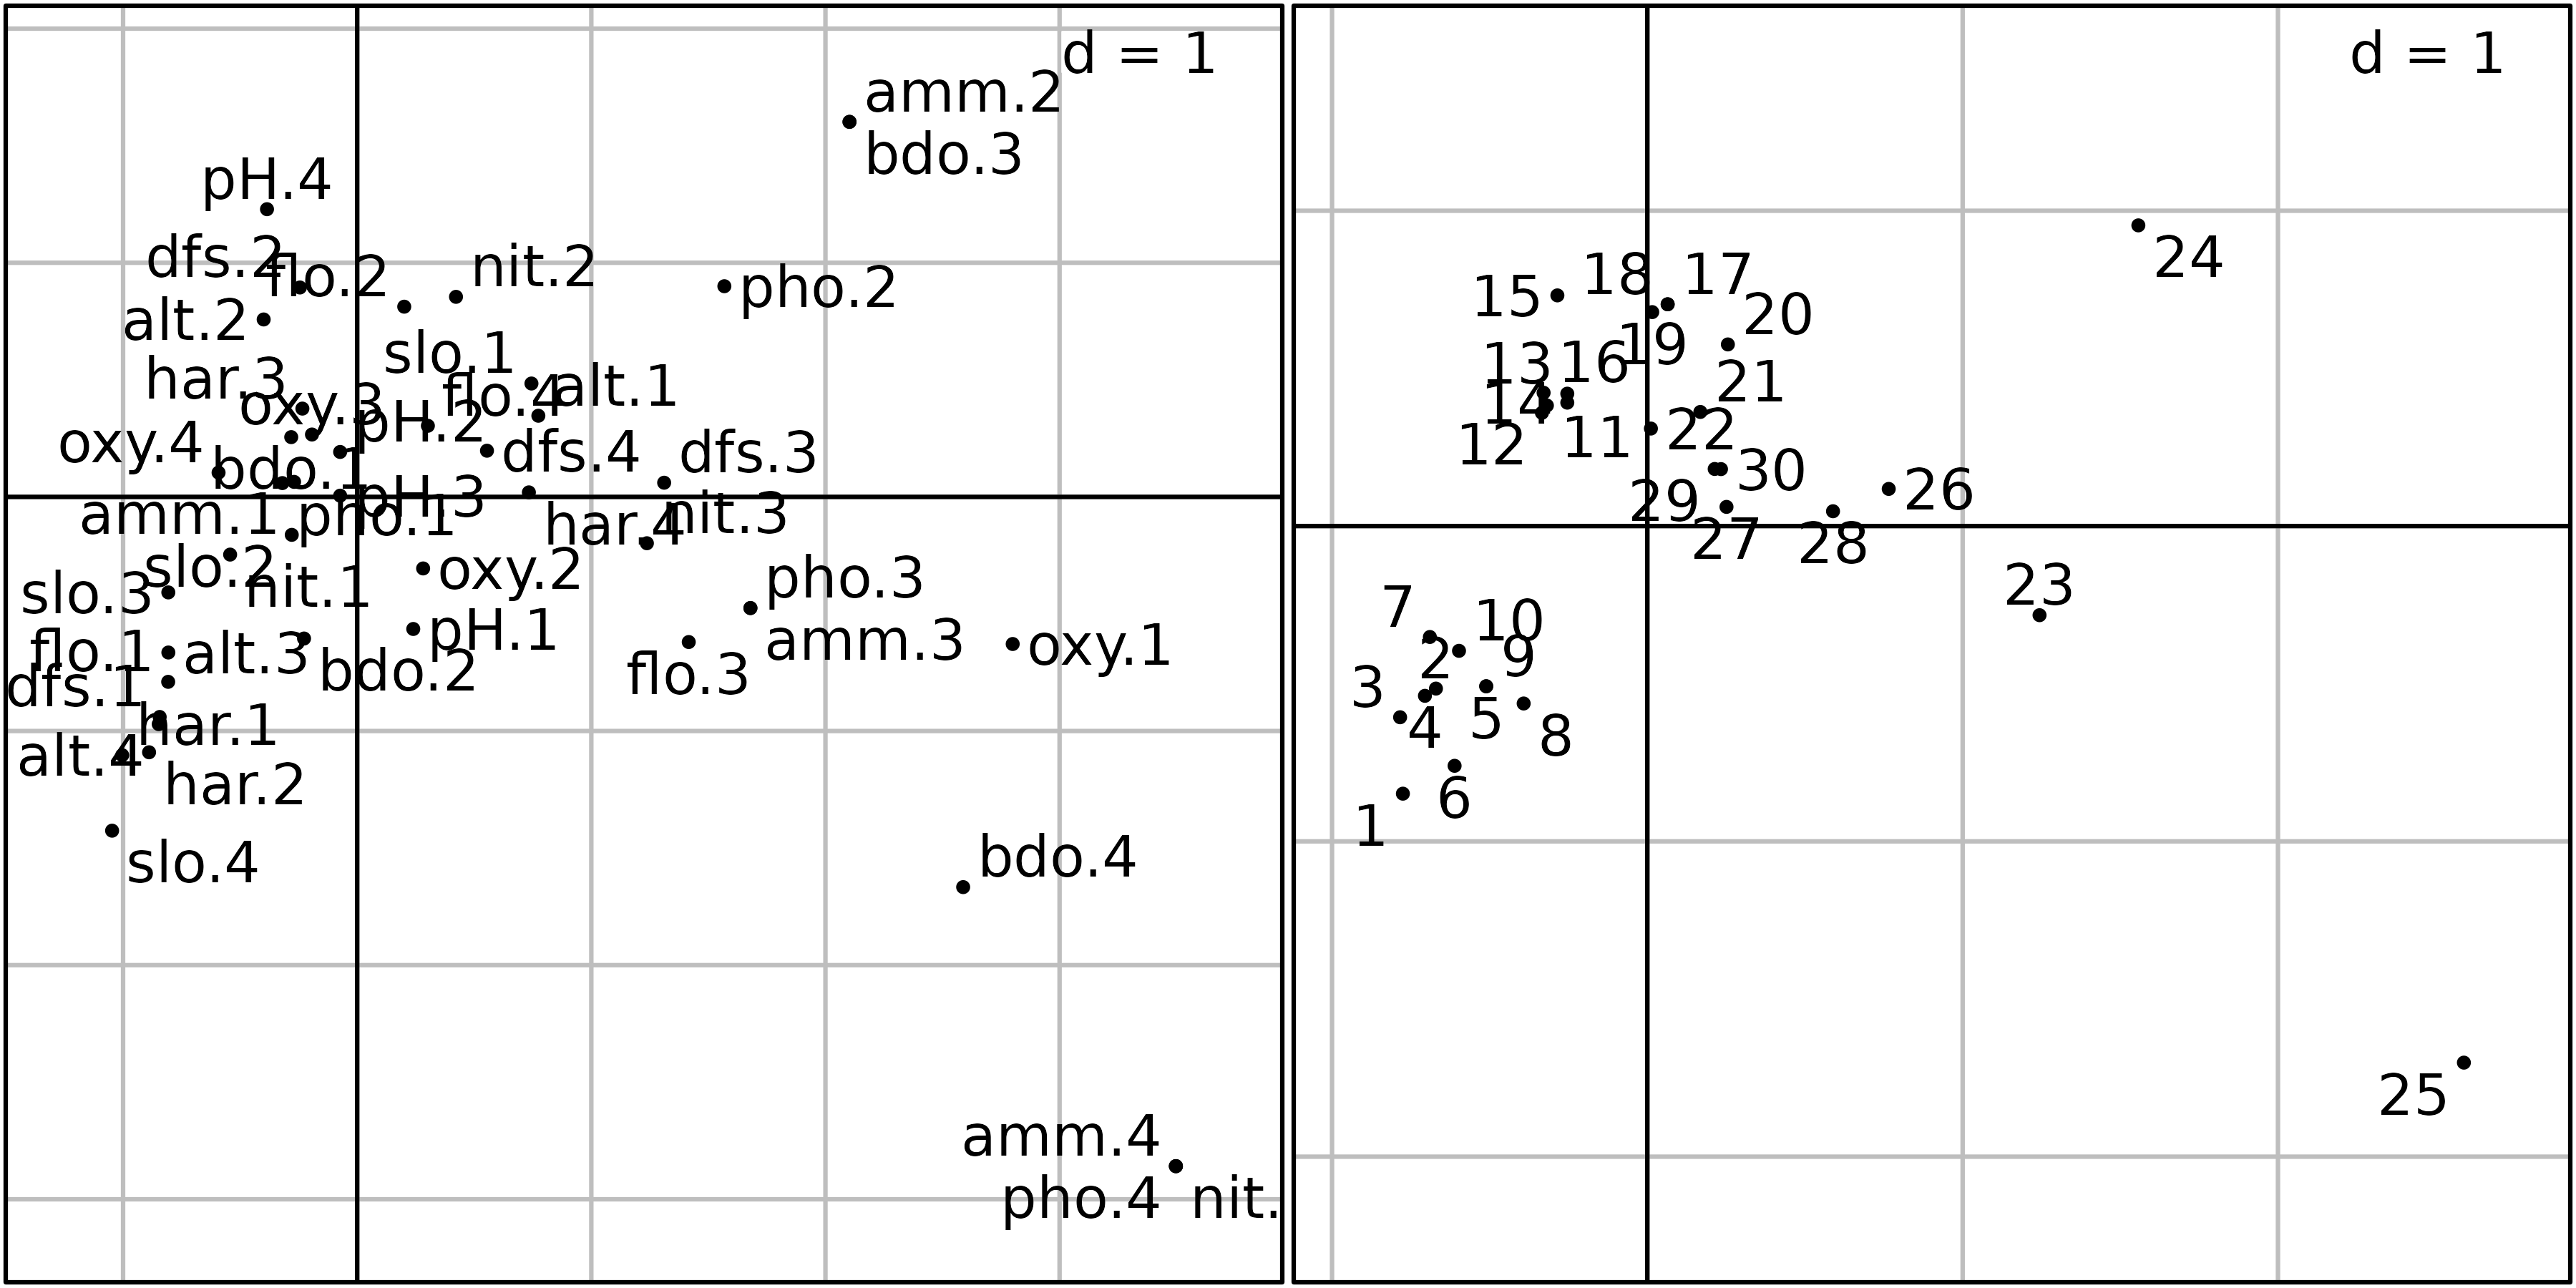 d = 1
amm.2
bdo.3
pH.4
dfs.2
flo.2
nit.2
pho.2
alt.2
slo.1
har.3
oxy.3
flo.4
alt.1
pH.2
oxy.4
bdo.1
dfs.4
dfs.3
pH.3
amm.1
pho.1
har.4
nit.3
slo.2
nit.1
oxy.2
pho.3
slo.3
flo.1
alt.3
pH.1
amm.3
oxy.1
bdo.2
flo.3
dfs.1
har.1
alt.4
har.2
slo.4
bdo.4
amm.4
pho.4
nit.
d = 1
24
15
18
17
20
19
13
16
21
14
12
11
22
30
29
26
27
28
23
7
10
2
9
3
4
5
8
6
1
25